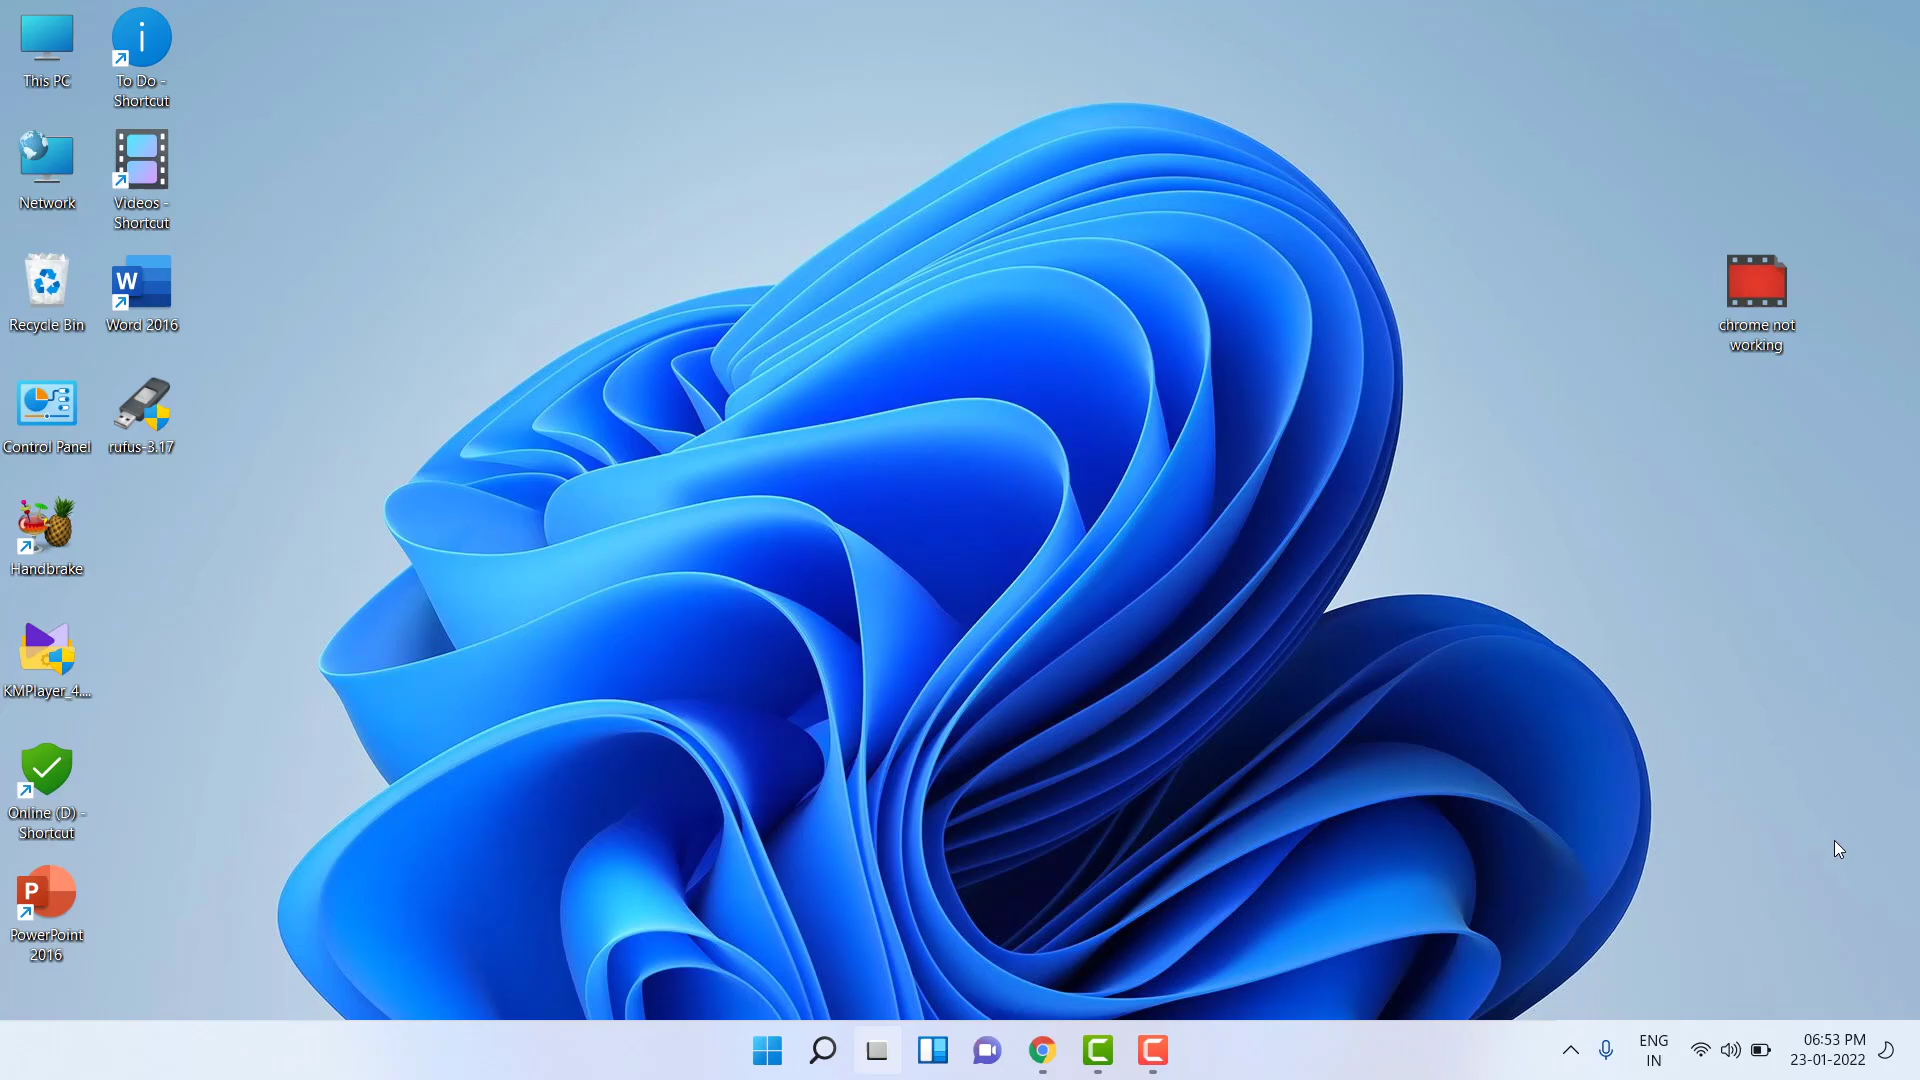 This PC
To Do -
Shortcut
Network
Videos -
Shortcut
Recycle Bin
Word 2016
Control Panel
rufus-3.17
Handbrake
KMPlayer_4....
Online (D) -
Shortcut
PowerPoint
2016
chrome not
working
ENG
IN
06:53 PM
23-01-2022